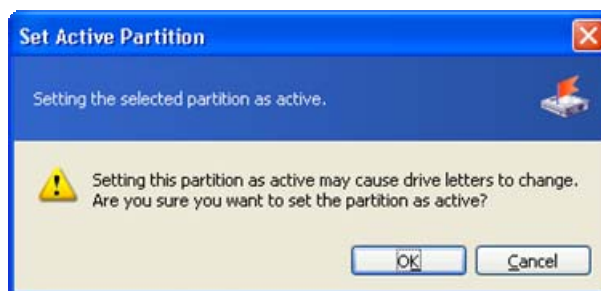 Set Active Partition
Setting the selected partition as active.
Setting this partition as active may cause drive letters to change.
Are you sure you want to set the partition as active?
OK
Cancel